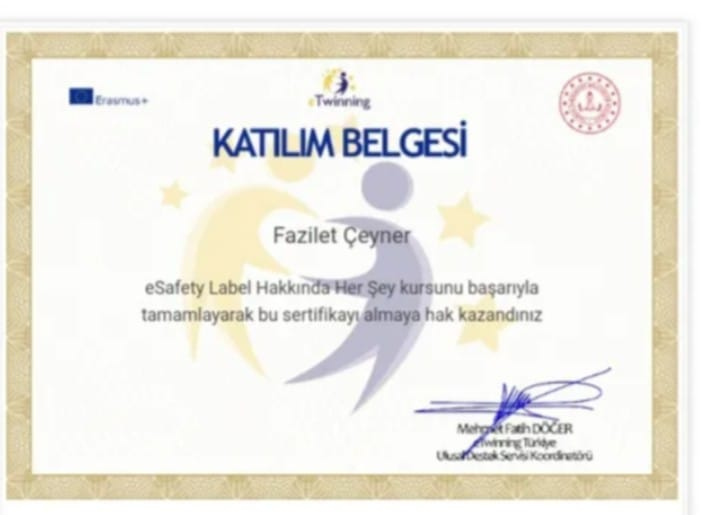 Erasmus+
eTwinning
KATILIM BELGESİ
Fazilet Çeyner
eSafety Label Hakkında Her Şey kursunu başarıyla
tamamlayarak bu sertifikayı almaya hak kazandınız
Mehmet Fatih DÖĞER
eTwinning Türkiye
Ulusal Destek Servisi Koordinatörü